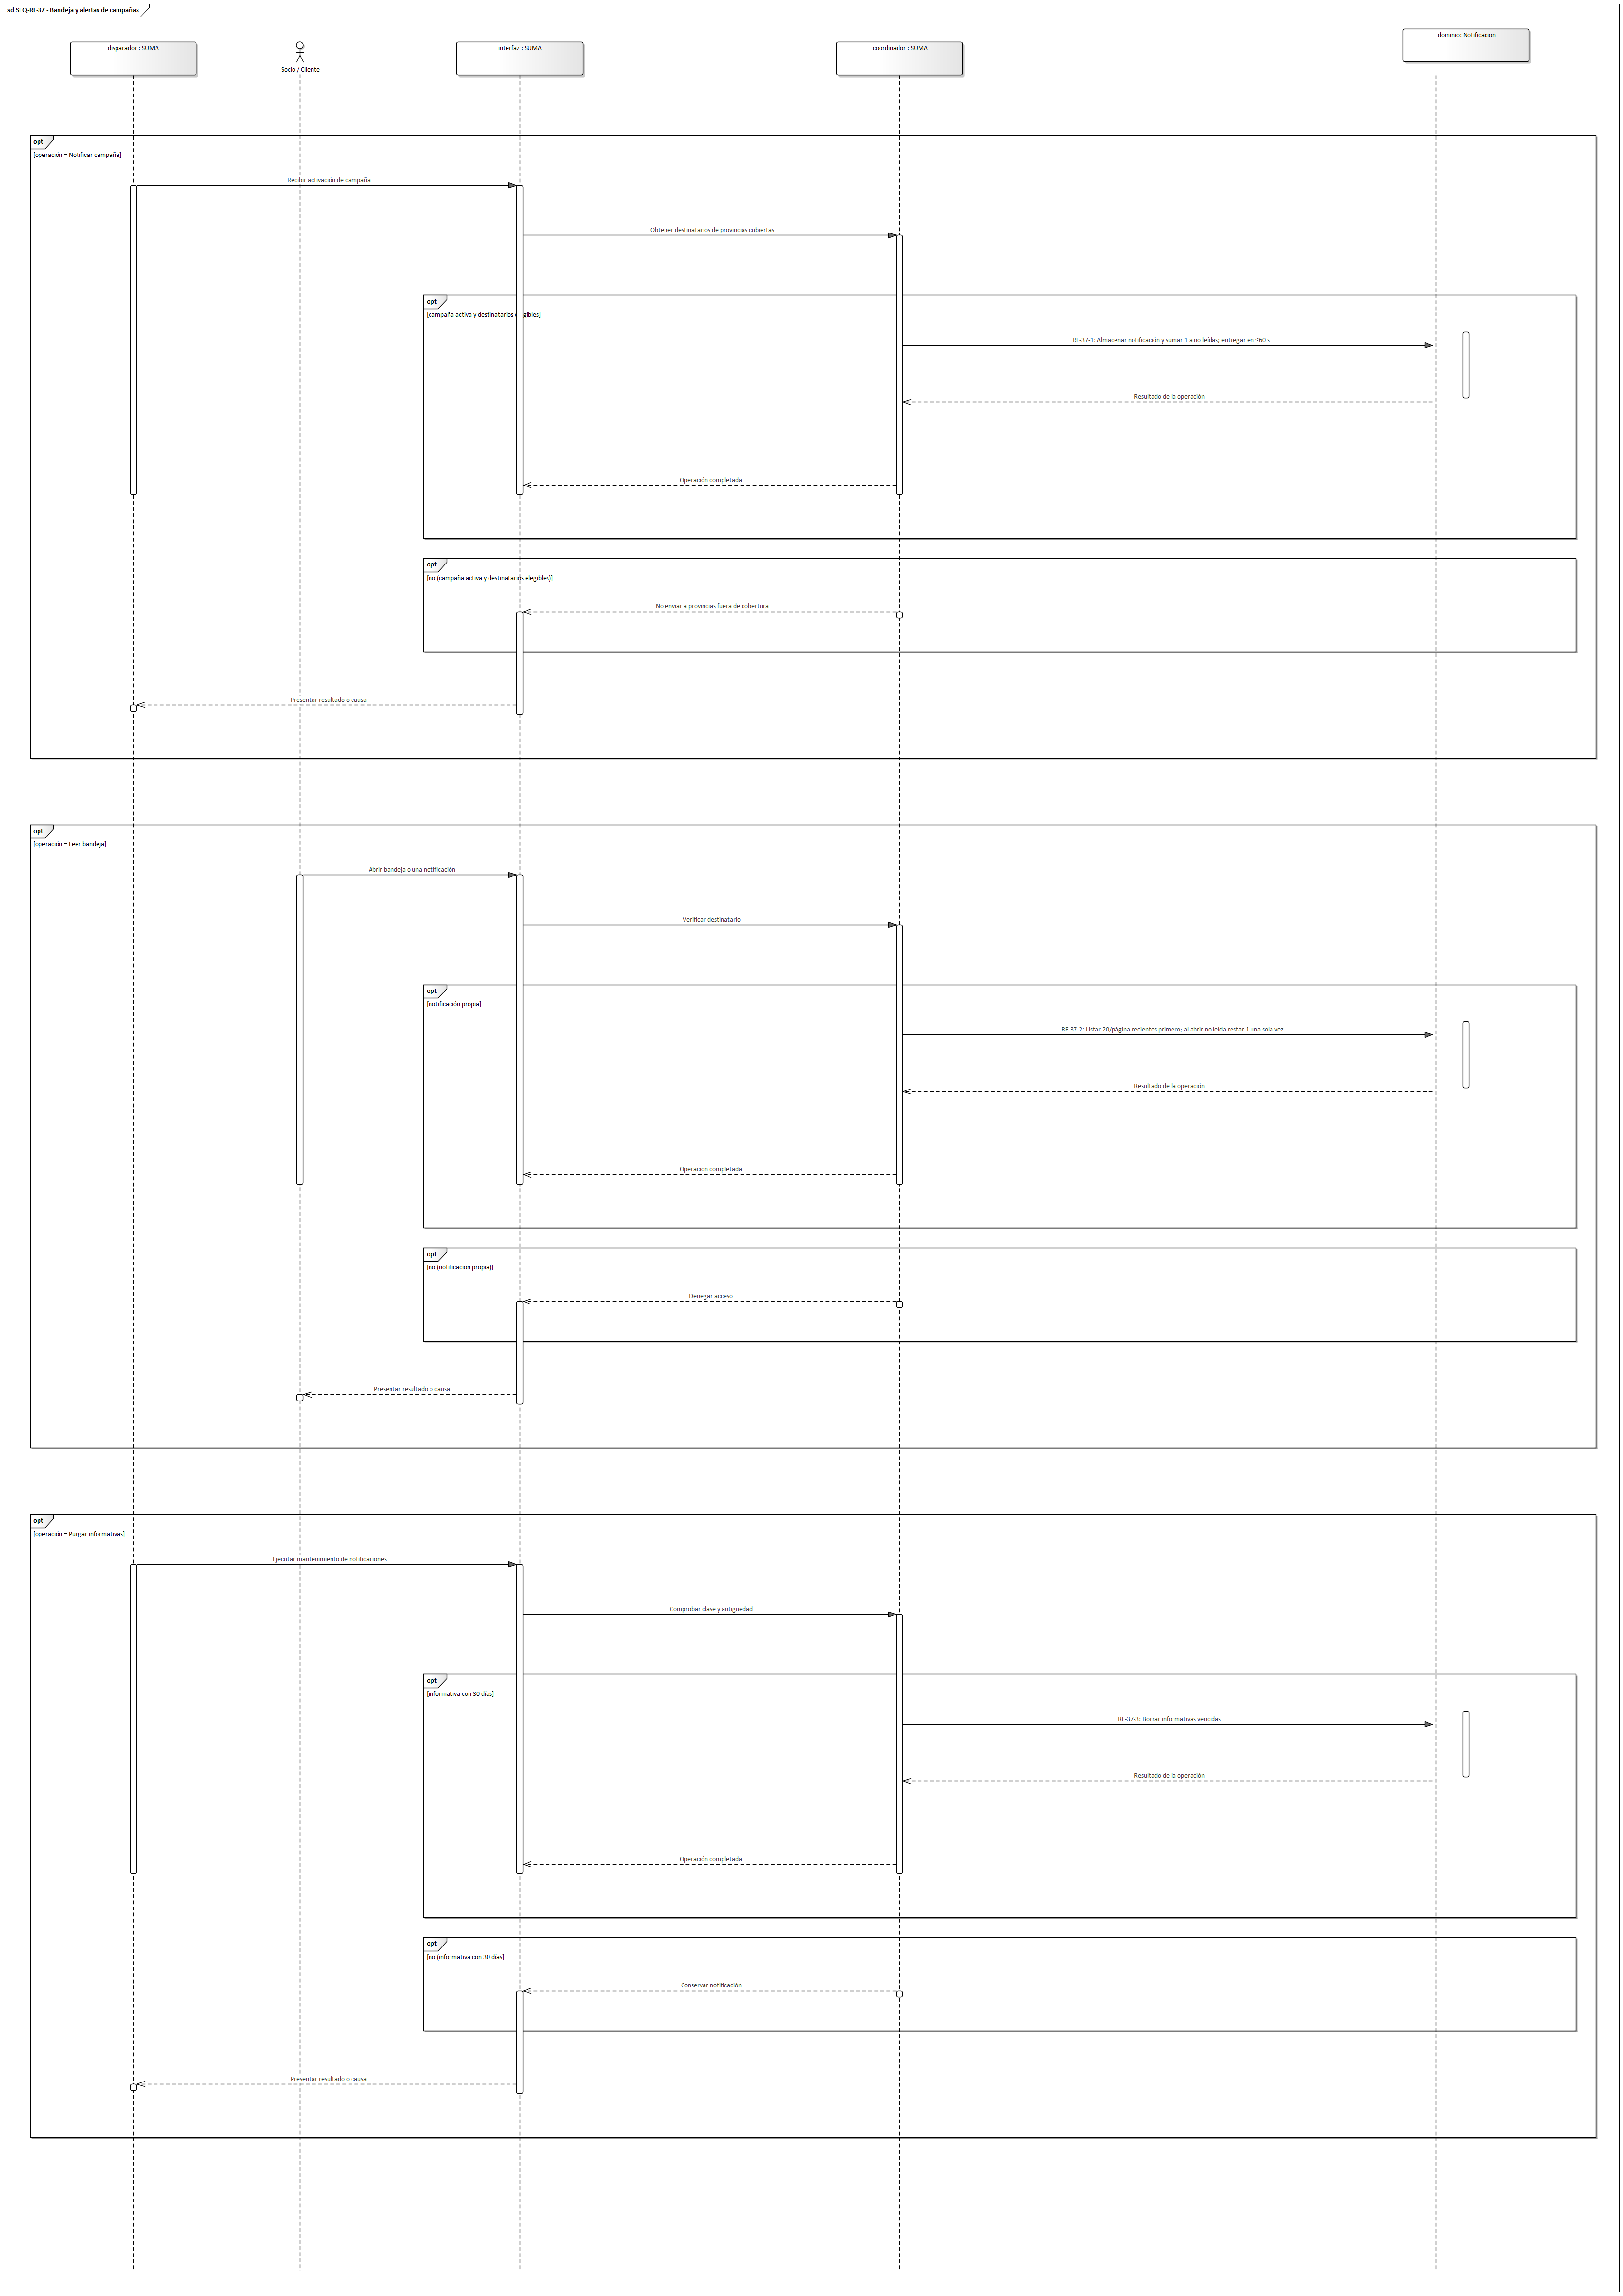 sd SEQ-RF-37 - Bandeja y alertas de campañas
disparador : SUMA
Socio / Cliente
interfaz : SUMA
coordinador : SUMA
dominio: Notificacion
opt
[operación = Notificar campaña]
Recibir activación de campaña
Obtener destinatarios de provincias cubiertas
opt
[campaña activa y destinatarios elegibles]
RF-37-1: Almacenar notificación y sumar 1 a no leídas; entregar en ≤60 s
Resultado de la operación
Operación completada
opt
[no (campaña activa y destinatarios elegibles)]
No enviar a provincias fuera de cobertura
Presentar resultado o causa
opt
[operación = Leer bandeja]
Abrir bandeja o una notificación
Verificar destinatario
opt
[notificación propia]
RF-37-2: Listar 20/página recientes primero; al abrir no leída restar 1 una sola vez
Resultado de la operación
Operación completada
opt
[no (notificación propia)]
Denegar acceso
Presentar resultado o causa
opt
[operación = Purgar informativas]
Ejecutar mantenimiento de notificaciones
Comprobar clase y antigüedad
opt
[informativa con 30 días]
RF-37-3: Borrar informativas vencidas
Resultado de la operación
Operación completada
opt
[no (informativa con 30 días)]
Conservar notificación
Presentar resultado o causa